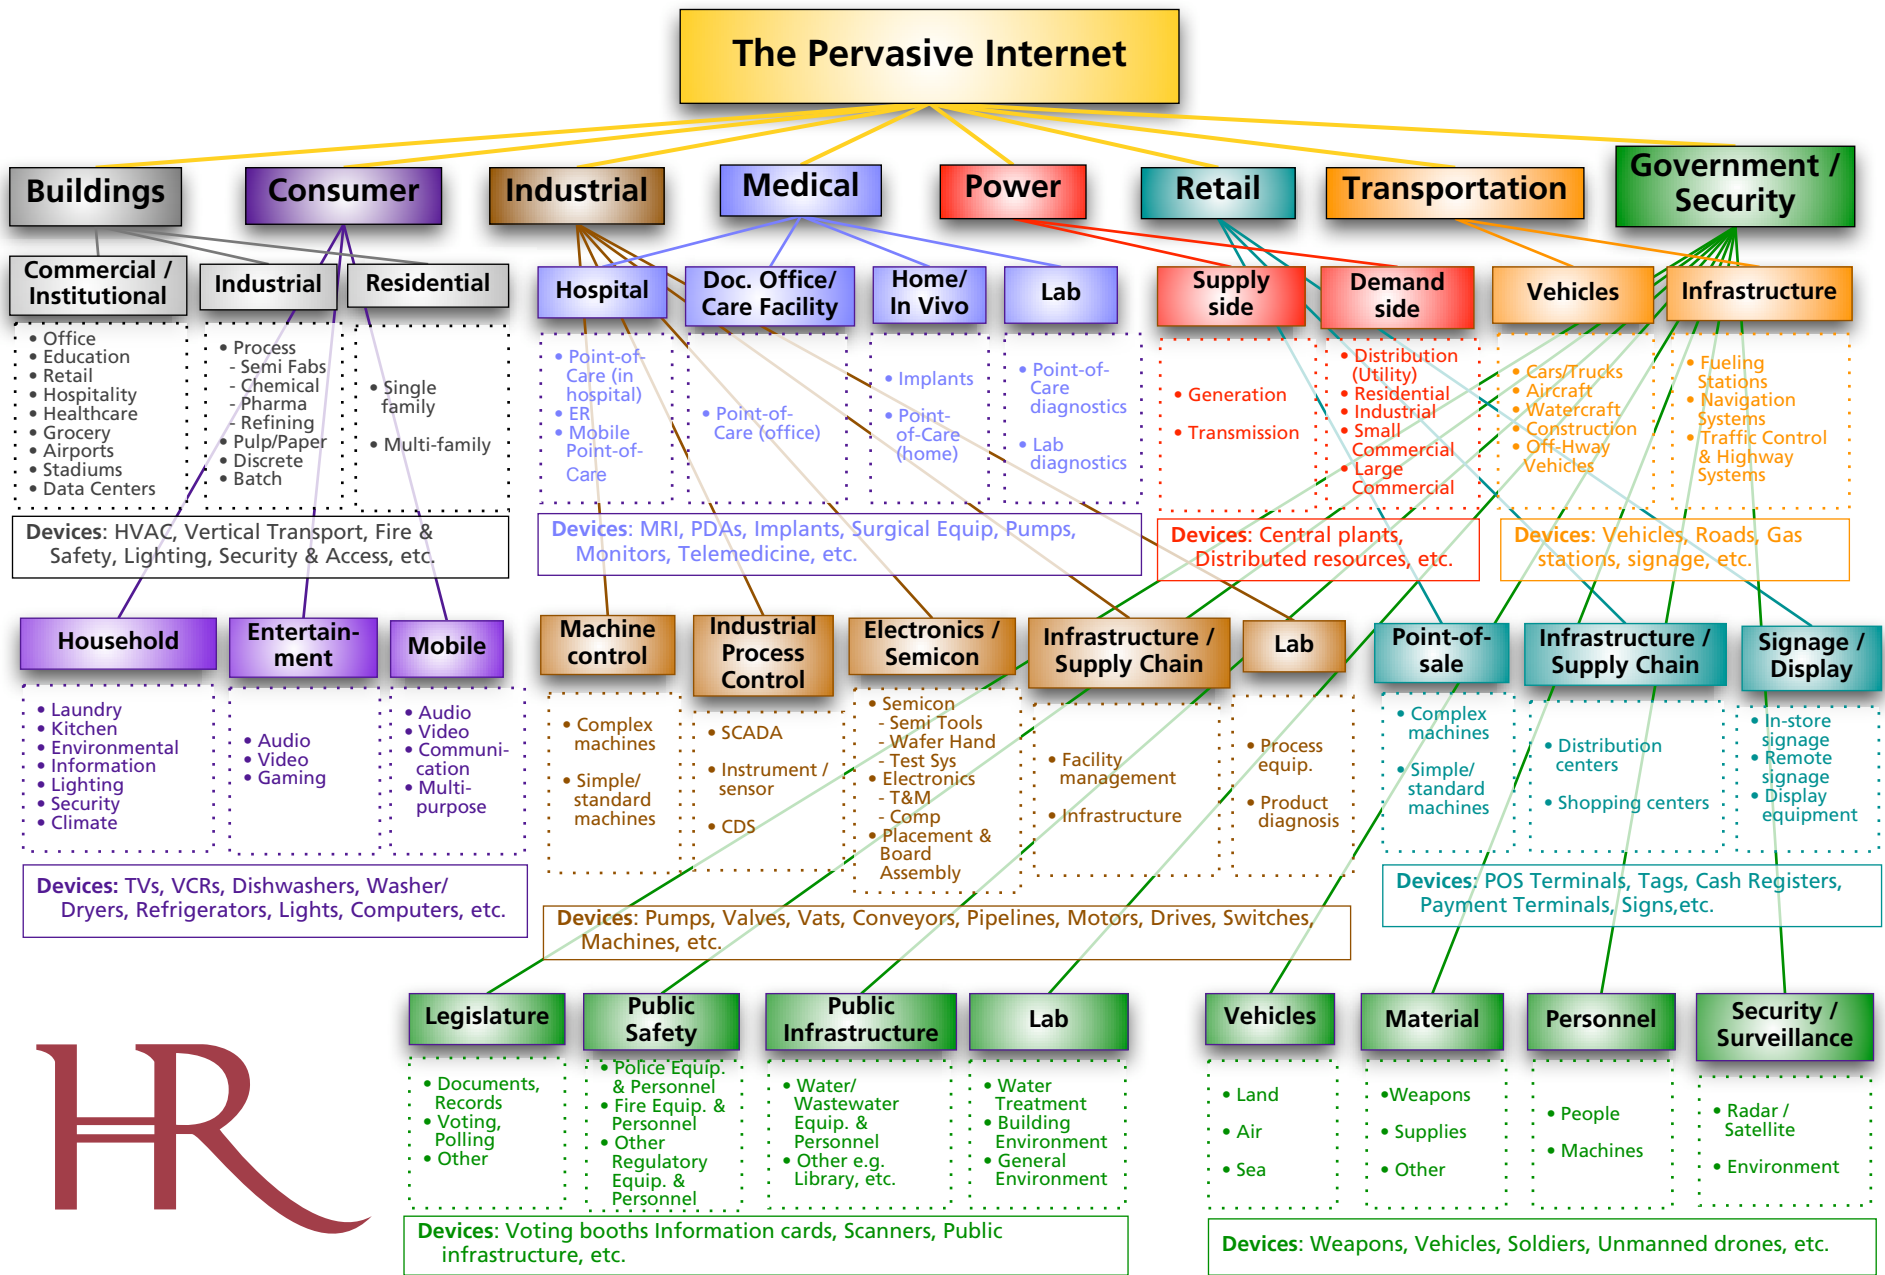 The Pervasive Internet
Buildings
Consumer
Industrial
Medical
Power
Retail
Transportation
Government /
Security
Commercial /
Institutional
• Office
• Education
• Retail
• Hospitality
• Healthcare
• Grocery
• Airports
• Stadiums
• Data Centers
Industrial
• Process
- Semi Fabs
- Chemical
- Pharma
- Refining
• Pulp/Paper
• Discrete
• Batch
Residential
• Single
family
• Multi-family
Devices: HVAC, Vertical Transport, Fire &
Safety, Lighting, Security & Access, etc.
Hospital
• Point-of-
Care (in
hospital)
• ER
• Mobile
Point-of-
Care
Doc. Office/
Care Facility
• Point-of-
Care (office)
Home/
In Vivo
• Implants
• Point-
of-Care
(home)
Lab
• Point-of-
Care
diagnostics
• Lab
diagnostics
Devices: MRI, PDAs, Implants, Surgical Equip, Pumps,
Monitors, Telemedicine, etc.
Supply
side
• Generation
• Transmission
Demand
side
• Distribution
(Utility)
• Residential
• Industrial
• Small
Commercial
• Large
Commercial
Devices: Central plants,
Distributed resources, etc.
Vehicles
• Cars/Trucks
• Aircraft
• Watercraft
• Construction
• Off-Hway
Vehicles
Infrastructure
• Fueling
Stations
• Navigation
Systems
• Traffic Control
& Highway
Systems
Devices: Vehicles, Roads, Gas
stations, signage, etc.
Household
• Laundry
• Kitchen
• Environmental
• Information
• Lighting
• Security
• Climate
Entertain-
ment
• Audio
• Video
• Gaming
Mobile
• Audio
• Video
• Communi-
cation
• Multi-
purpose
Devices: TVs, VCRs, Dishwashers, Washer/
Dryers, Refrigerators, Lights, Computers, etc.
Machine
control
• Complex
machines
• Simple/
standard
machines
Industrial
Process
Control
• SCADA
• Instrument /
sensor
• CDS
Electronics /
Semicon
• Semicon
- Semi Tools
- Wafer Hand
- Test Sys
• Electronics
- T&M
- Comp
• Placement &
Board
Assembly
Infrastructure /
Supply Chain
• Facility
management
• Infrastructure
Lab
• Process
equip.
• Product
diagnosis
Devices: Pumps, Valves, Vats, Conveyors, Pipelines, Motors, Drives, Switches,
Machines, etc.
Point-of-
sale
• Complex
machines
• Simple/
standard
machines
Infrastructure /
Supply Chain
• Distribution
centers
• Shopping centers
Signage /
Display
• In-store
signage
• Remote
signage
• Display
equipment
Devices: POS Terminals, Tags, Cash Registers,
Payment Terminals, Signs,etc.
HR
Legislature
• Documents,
Records
• Voting,
Polling
• Other
Public
Safety
• Police Equip.
& Personnel
• Fire Equip. &
Personnel
• Other
Regulatory
Equip. &
Personnel
Public
Infrastructure
• Water/
Wastewater
Equip. &
Personnel
• Other e.g.
Library, etc.
Lab
• Water
Treatment
• Building
Environment
• General
Environment
Devices: Voting booths Information cards, Scanners, Public
infrastructure, etc.
Vehicles
• Land
• Air
• Sea
Material
•Weapons
• Supplies
• Other
Personnel
• People
• Machines
Security /
Surveillance
• Radar /
Satellite
• Environment
Devices: Weapons, Vehicles, Soldiers, Unmanned drones, etc.